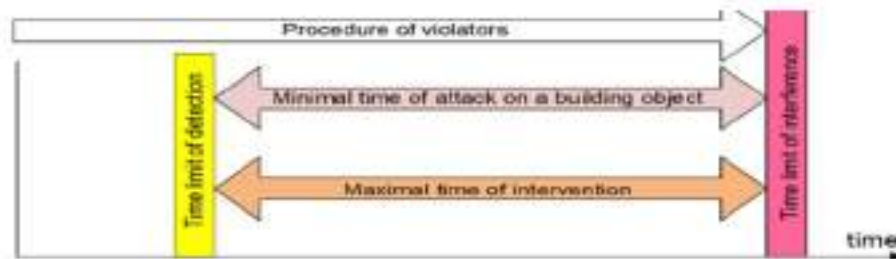 Procedure of violators
Time limit of detection
Minimal time of attack on a building object
Maximal time of intervention
Time limit of interference
time